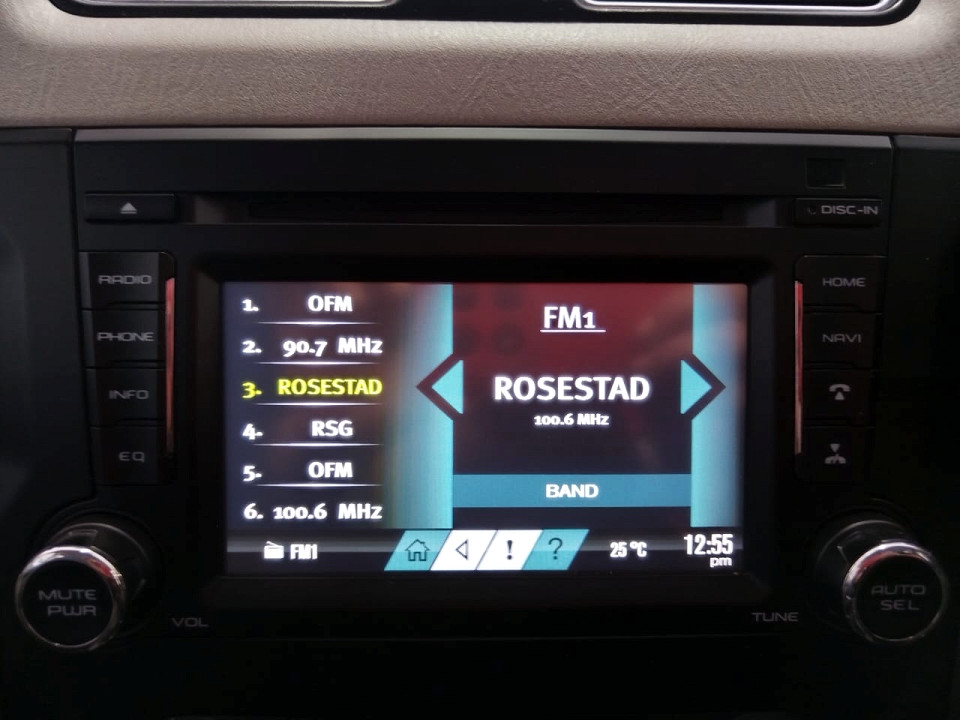 DISC-IN
RADIO
PHONE
INFO
EQ
HOME
NAVI
1. OFM
2. 90.7 MHz
3. ROSESTAD
4. RSG
5. OFM
6. 100.6 MHz
FM1
ROSESTAD
100.6 MHz
BAND
FM1
!
?
25 °C
12:55
pm
MUTE
PWR
VOL
TUNE
AUTO
SEL